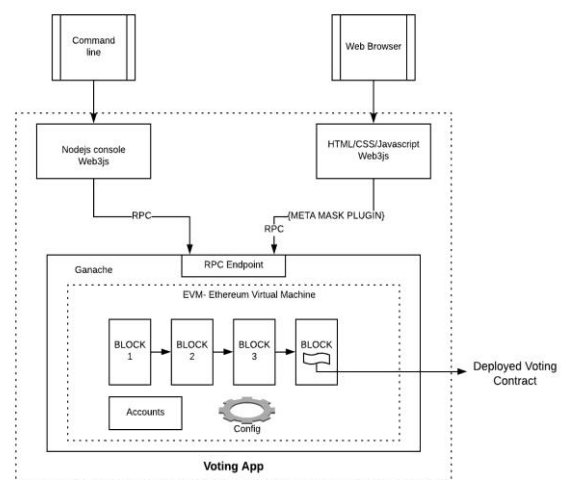 Command
line
Web Browser
Nodejs console
Web3js
HTML/CSS/Javascript
Web3js
RPC
{META MASK PLUGIN}
RPC
Ganache
RPC Endpoint
EVM- Ethereum Virtual Machine
BLOCK
1
BLOCK
2
BLOCK
3
BLOCK
Deployed Voting
Contract
Accounts
Config
Voting App